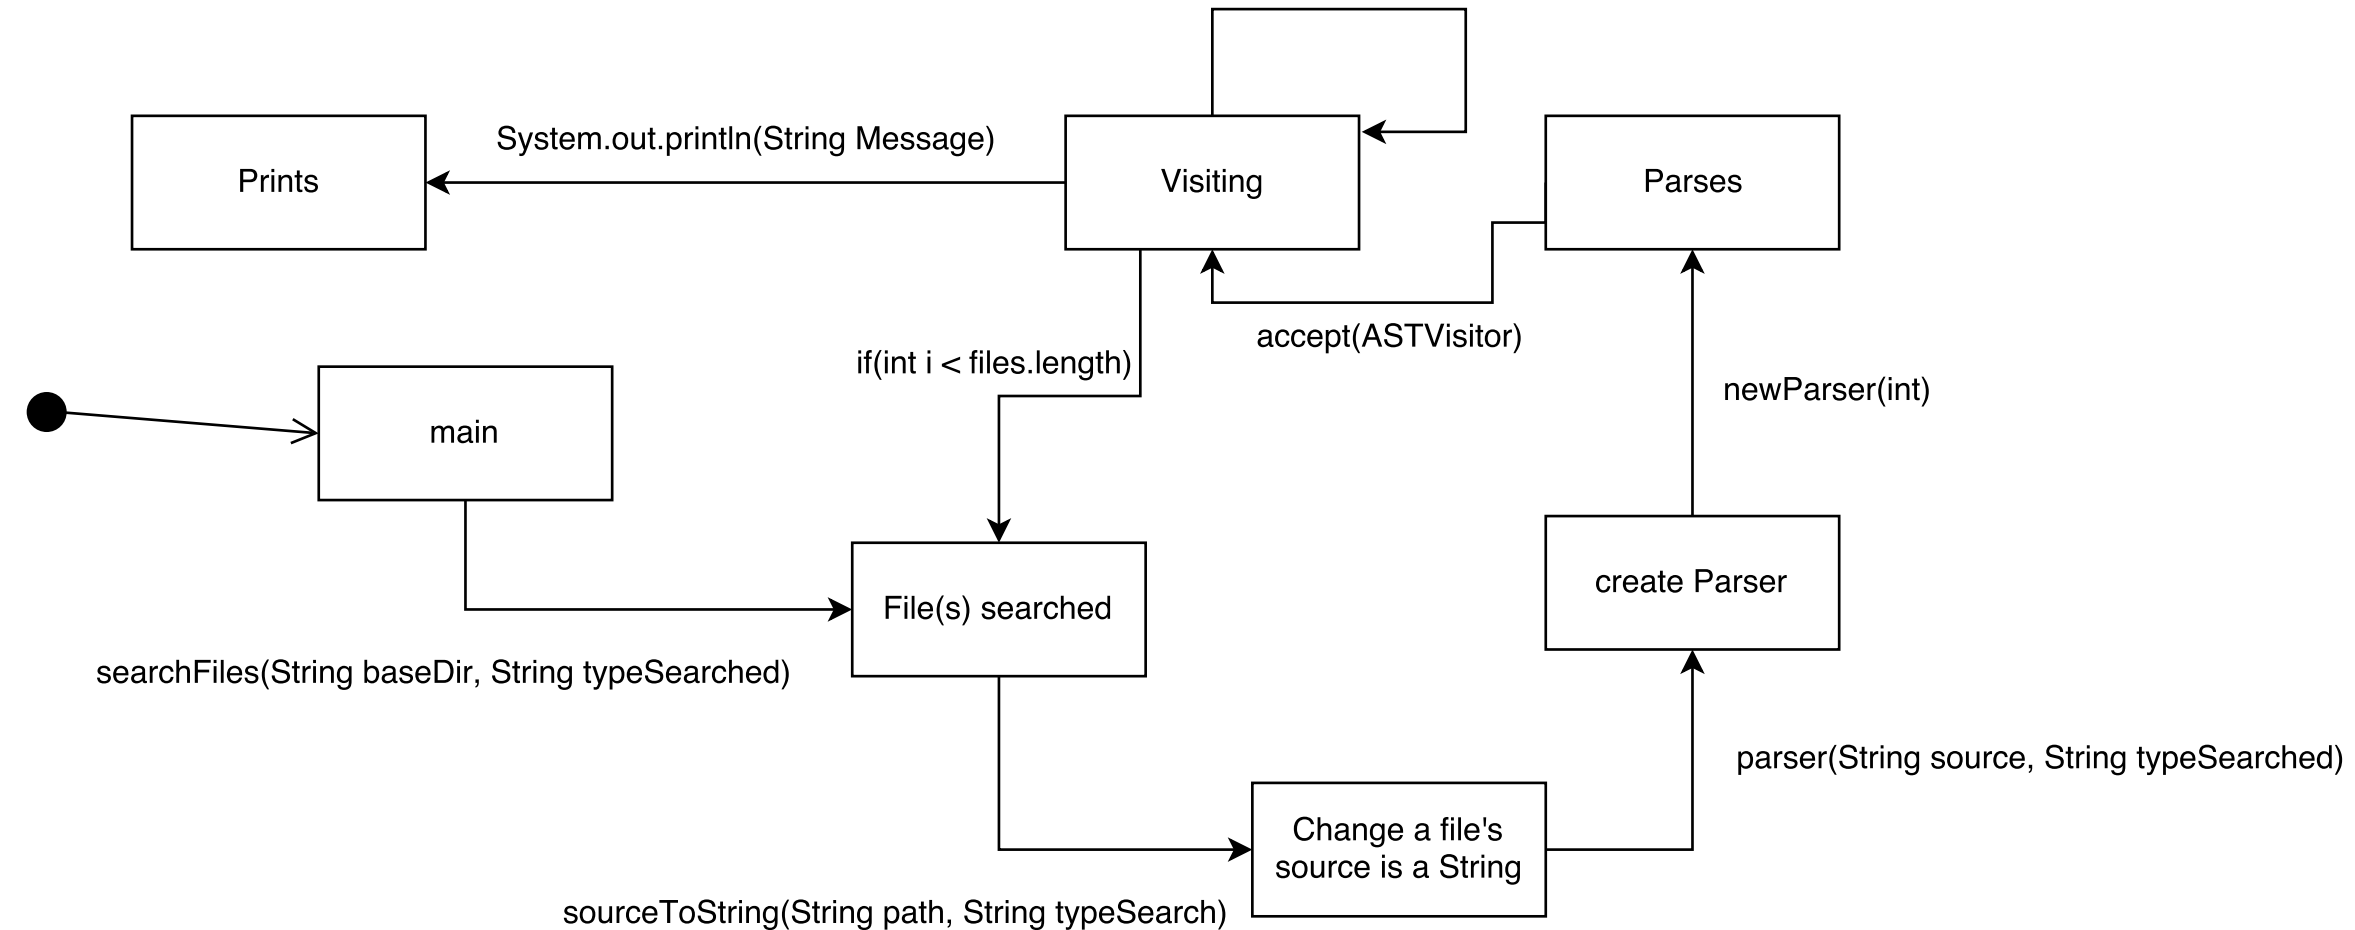 System.out.println(String Message)
Prints
Visiting
Parses
accept(ASTVisitor)
if(int i < files.length)
newParser(int)
main
create Parser
File(s) searched
searchFiles(String baseDir, String typeSearched)
parser(String source, String typeSearched)
Change a file's
source is a String
sourceToString(String path, String typeSearch)